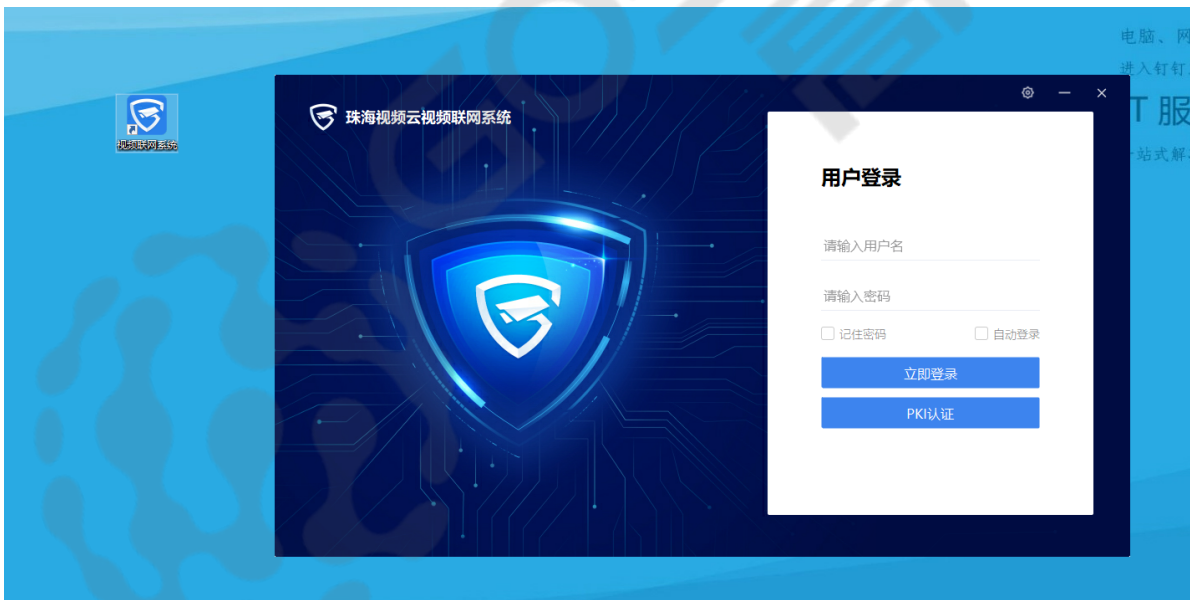 电脑、网
进入钉钉
T 服
站式解
视频联网系统
珠海视频云视频联网系统
用户登录
请输入用户名
请输入密码
记住密码 自动登录
立即登录
PKI认证